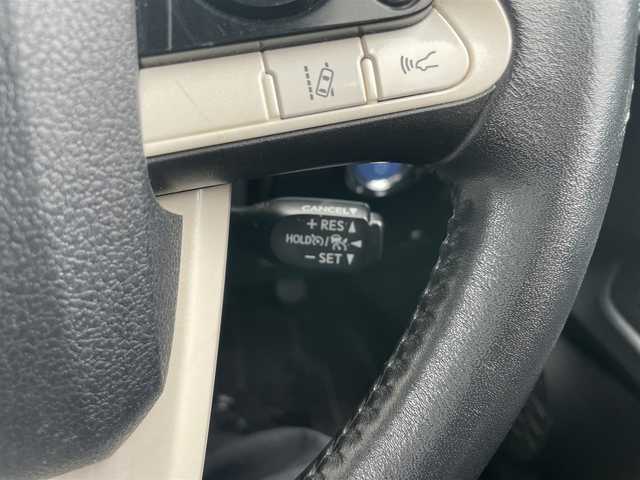 CANCEL
+ RES ▲
HOLD /  ◀
− SET ▼